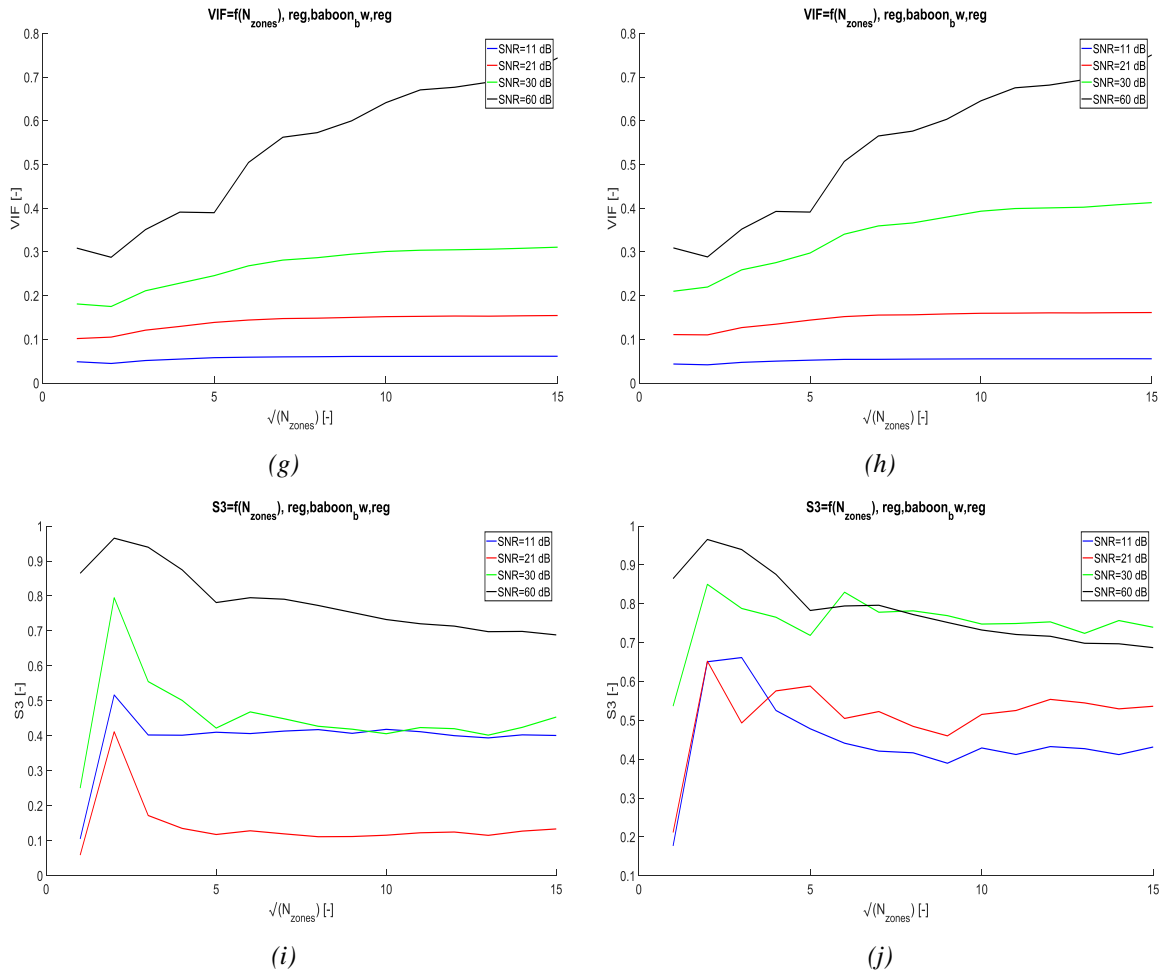 VIF=f(N_zones), reg,baboon_bw,reg
VIF [-]
0.8
0.7
0.6
0.5
0.4
0.3
0.2
0.1
0
0 5 10 15
√(N_zones) [-]
SNR=11 dB
SNR=21 dB
SNR=30 dB
SNR=60 dB
(g)
VIF=f(N_zones), reg,baboon_bw,reg
VIF [-]
0.8
0.7
0.6
0.5
0.4
0.3
0.2
0.1
0
0 5 10 15
√(N_zones) [-]
SNR=11 dB
SNR=21 dB
SNR=30 dB
SNR=60 dB
(h)
S3=f(N_zones), reg,baboon_bw,reg
S3 [-]
1
0.9
0.8
0.7
0.6
0.5
0.4
0.3
0.2
0.1
0
0 5 10 15
√(N_zones) [-]
SNR=11 dB
SNR=21 dB
SNR=30 dB
SNR=60 dB
(i)
S3=f(N_zones), reg,baboon_bw,reg
S3 [-]
1
0.9
0.8
0.7
0.6
0.5
0.4
0.3
0.2
0.1
0 5 10 15
√(N_zones) [-]
SNR=11 dB
SNR=21 dB
SNR=30 dB
SNR=60 dB
(j)